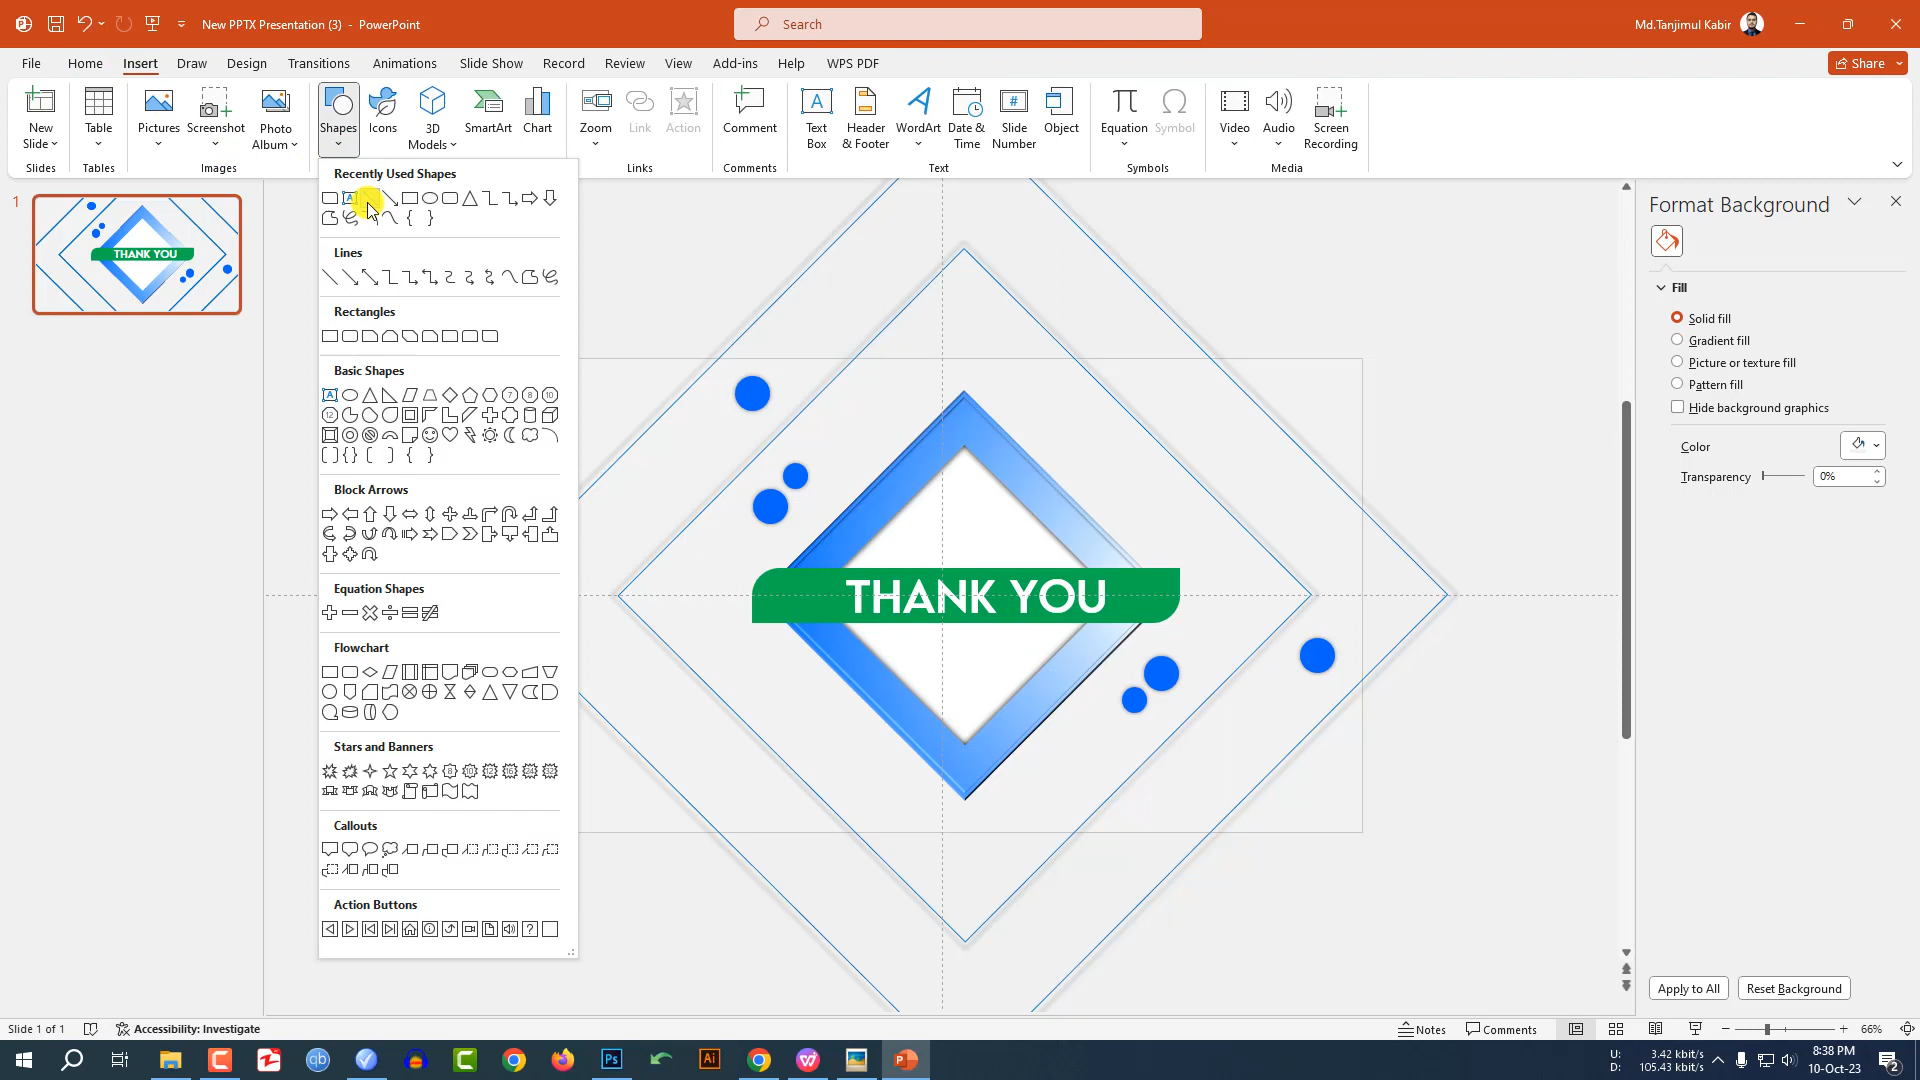 New PPTX Presentation (3) - PowerPoint
Search
Md.Tanjimul Kabir
File Home Insert Draw Design Transitions Animations Slide Show Record Review View Add-ins Help WPS PDF
Share
New Slide
Table
Pictures
Screenshot
Photo Album
Shapes
Icons
3D Models
SmartArt
Chart
Zoom
Link
Action
Comment
Text Box
Header & Footer
WordArt
Date & Time
Slide Number
Object
Equation
Symbol
Video
Audio
Screen Recording
Slides Tables Images Links Comments Text Symbols Media
Recently Used Shapes
Lines
Rectangles
Basic Shapes
Block Arrows
Equation Shapes
Flowchart
Stars and Banners
Callouts
Action Buttons
1
THANK YOU
THANK YOU
Format Background
Fill
Solid fill
Gradient fill
Picture or texture fill
Pattern fill
Hide background graphics
Color
Transparency
0%
Apply to All
Reset Background
Slide 1 of 1
Accessibility: Investigate
Notes
Comments
66%
U: 3.42 kbit/s
D: 105.43 kbit/s
8:38 PM
10-Oct-23
2